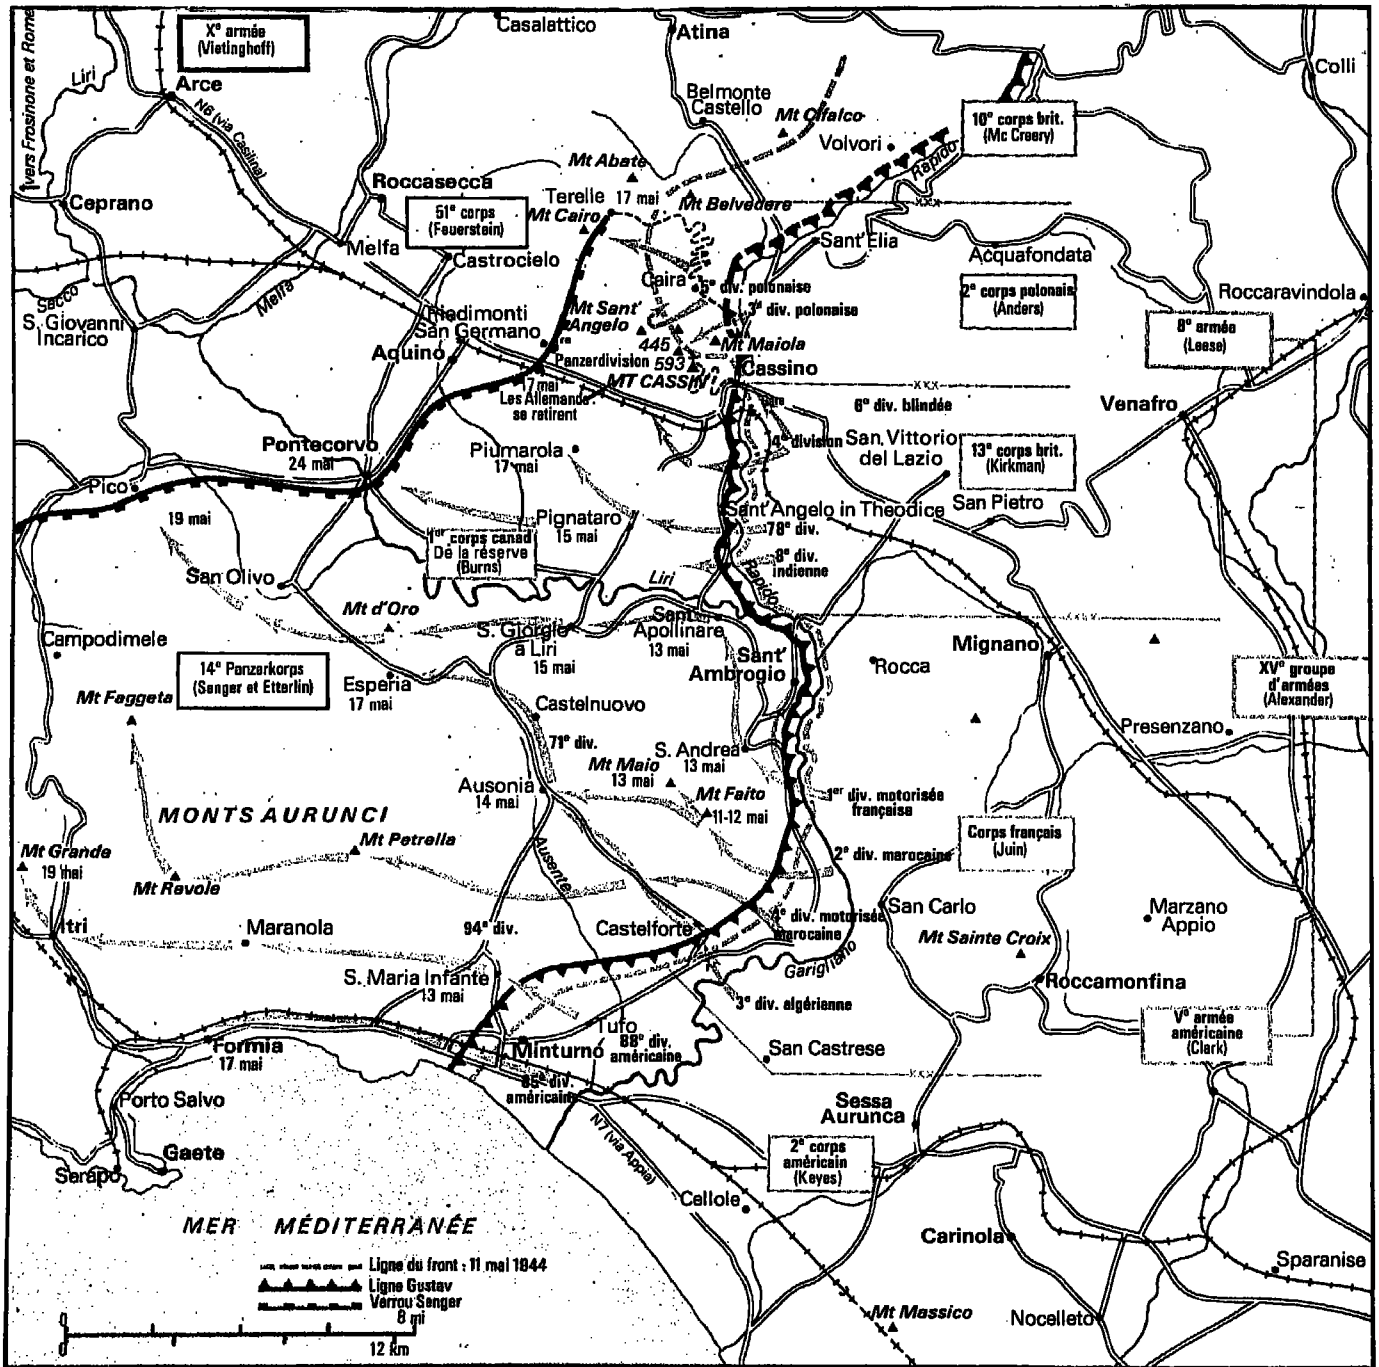 Casalattico
Atina
Xe armée
(Vietinghoff)
vers Frosinone et Rome
Liri
Arce
N6 (via Casilina)
Colli
Belmonte
Castello
Mt Cifalco
Volvori
10e corps brit.
(Mc Creery)
Rapido
Mt Abate
Roccasecca
Terelle
17 mai
Mt Belvedere
Ceprano
51e corps
(Feuerstein)
Mt Cairo
xxx
Melfa
Castrocielo
Sant'Elia
Acquafondata
Caira
5e div. polonaise
2e corps polonais
(Anders)
Roccaravindola
Sacco
Melfa
S. Giovanni
Incarico
Piedimonti
San Germano
Mt Sant'
Angelo
3e div. polonaise
8e armée
(Leese)
445
Mt Maiola
Aquino
1re
Panzerdivision
593
Cassino
MT CASSIN
17 mai
Les Allemands
se retirent
xxx
Gare
6e div. blindée
Venafro
Pontecorvo
24 mai
Piumarola
17 mai
4e division
San Vittorio
del Lazio
13e corps brit.
(Kirkman)
Pico
San Pietro
19 mai
Pignataro
15 mai
Sant'Angelo in Theodice
78e div.
1er corps canad
De la réserve
(Burns)
8e div.
indienne
San Olivo
Liri
Rapido
Mt d'Oro
S. Giorgio
a Liri
15 mai
Sant'
Apollinare
13 mai
xxx
Campodimele
Sant'
Ambrogio
Rocca
Mignano
14e Panzerkorps
(Senger et Etterlin)
Esperia
17 mai
XVe groupe
d'armées
(Alexander)
Mt Faggeta
Castelnuovo
Presenzano
71e div.
S. Andrea
13 mai
Mt Maio
13 mai
Ausonia
14 mai
Mt Faito
11-12 mai
1er div. motorisée
française
MONTS AURUNCI
Corps français
(Juin)
Mt Petrella
2e div. marocaine
Mt Grande
19 mai
Mt Revole
Ausente
Itri
Maranola
94e div.
Castelforte
4e div. motorisée
marocaine
San Carlo
Marzano
Appio
Mt Sainte Croix
Garigliano
S. Maria Infante
13 mai
Roccamonfina
3e div. algérienne
Ve armée
américaine
(Clark)
Tufo
Formia
17 mai
Minturno
88e div.
américaine
San Castrese
xxx
85e div.
américaine
Porto Salvo
Sessa
Aurunca
N7 (via Appia)
Gaete
Serapo
2e corps
américain
(Keyes)
Cellole
MER MÉDITERRANÉE
Carinola
Ligne du front : 11 mai 1944
Ligne Gustav
Verrou Senger
Sparanise
0
8 mi
0
12 km
Mt Massico
Nocelleto